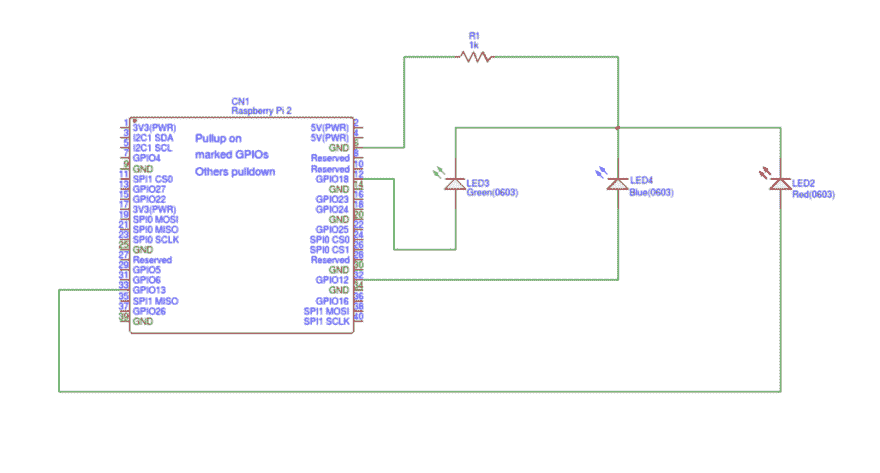 R1
1k
CN1
Raspberry Pi 2
1 3V3(PWR) 5V(PWR) 2
3 I2C1 SDA 5V(PWR) 4
5 I2C1 SCL GND 6
7 GPIO4 Reserved 8
9 GND Reserved 10
11 SPI1 CS0 GPIO18 12
13 GPIO27 GND 14
15 GPIO22 GPIO23 16
17 3V3(PWR) GPIO24 18
19 SPI0 MOSI GND 20
21 SPI0 MISO GPIO25 22
23 SPI0 SCLK SPI0 CS0 24
25 GND SPI0 CS1 26
27 Reserved Reserved 28
29 GPIO5 GND 30
31 GPIO6 GPIO12 32
33 GPIO13 GND 34
35 SPI1 MISO GPIO16 36
37 GPIO26 SPI1 MOSI 38
39 GND SPI1 SCLK 40
Pullup on
marked GPIOs
Others pulldown
LED3
Green(0603)
LED4
Blue(0603)
LED2
Red(0603)